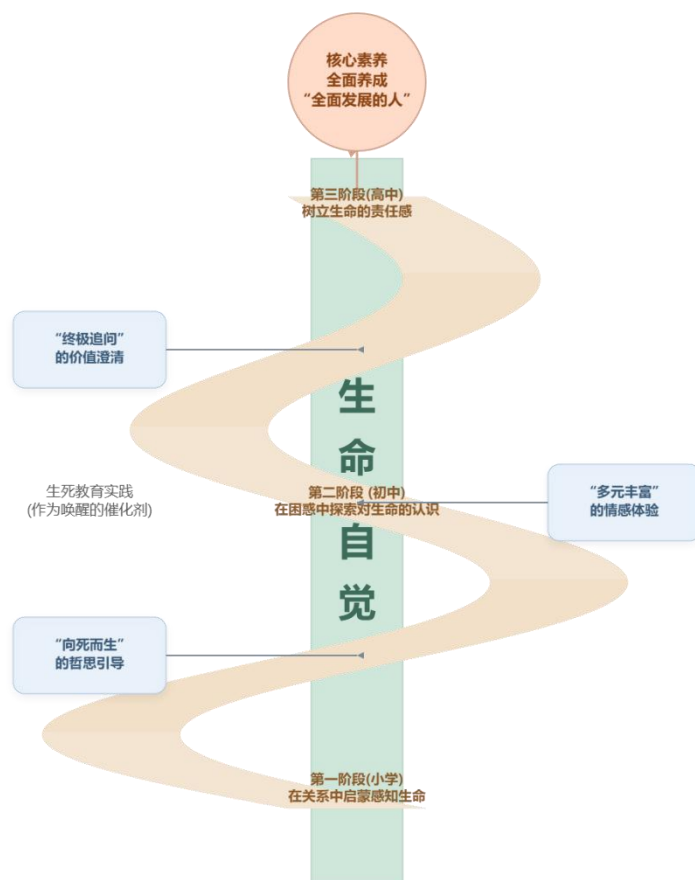 核心素养
全面养成
“全面发展的人”
第三阶段(高中)
树立生命的责任感
“终极追问”
的价值澄清
生
命
自
觉
生死教育实践
(作为唤醒的催化剂)
第二阶段 (初中)
在困惑中探索对生命的认识
“多元丰富”
的情感体验
“向死而生”
的哲思引导
第一阶段(小学)
在关系中启蒙感知生命